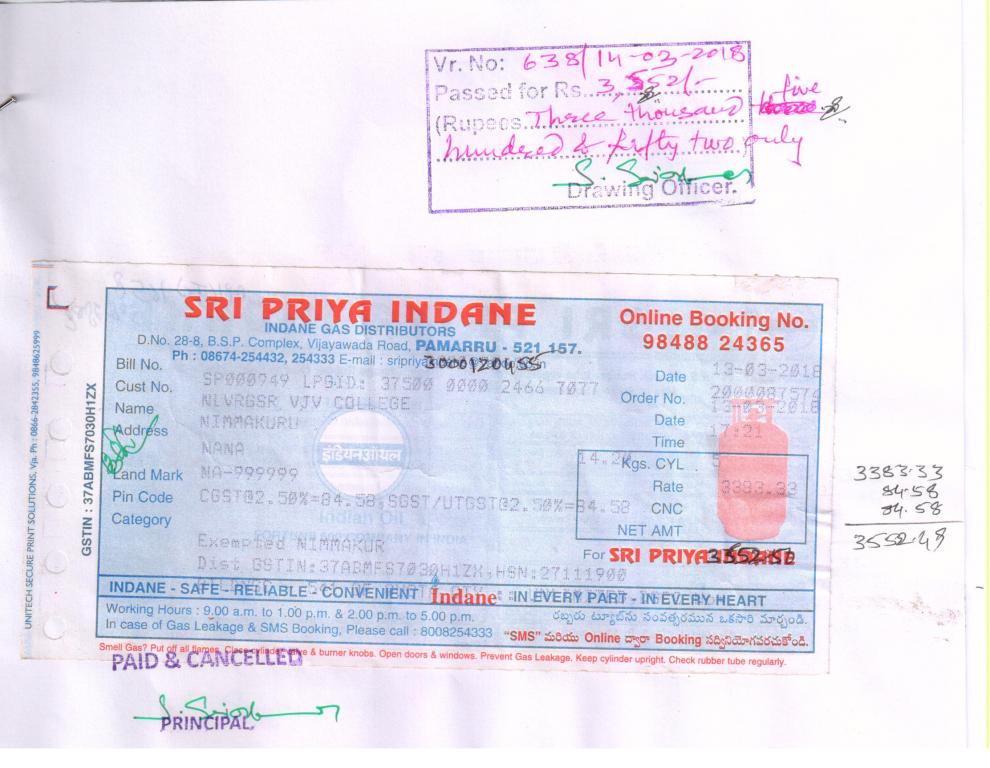 Vr. No: 638/14-03-2018
Passed for Rs. 3,552/-
(Rupees Three thousand five
hundred & fifty two only
Drawing Officer.
SRI PRIYA INDANE
INDANE GAS DISTRIBUTORS
D.No. 28-8, B.S.P. Complex, Vijayawada Road, PAMARRU - 521 157.
Ph : 08674-254432, 254333 E-mail :
Online Booking No.
98488 24365
Bill No. 3000120455
Cust No. SP000949 LPGID: 37500 0000 2466 7077
Name NLVRGSR VJV COLLEGE
Address NIMMAKURU
NANA
Land Mark NA-999999
Pin Code CGST@2.50%=84.58,SGST/UTGST@2.50%=84.58
Category
Exempted NIMMAKUR
Dist GSTIN:37ABMFS7030H1ZX,HSN:27111900
Date 13-03-2018
Order No.
Date 13-03-2018
Time 17:21
14.20 Kgs. CYL
Rate 3383.33
CNC
NET AMT
For SRI PRIYA INDANE
इंडियनऑयल
Indian Oil
3383.33
84.58
84.58
3552.49
INDANE - SAFE - RELIABLE - CONVENIENT Indane: IN EVERY PART - IN EVERY HEART
Working Hours : 9.00 a.m. to 1.00 p.m. & 2.00 p.m. to 5.00 p.m.
రబ్బరు ట్యూబ్‌ను సంవత్సరమున ఒకసారి మార్చండి.
In case of Gas Leakage & SMS Booking, Please call : 8008254333
"SMS" మరియు Online ద్వారా Booking సద్వినియోగపరచుకోండి.
Smell Gas? Put off all flames, Close cylinder valve & burner knobs. Open doors & windows. Prevent Gas Leakage. Keep cylinder upright. Check rubber tube regularly.
UNITECH SECURE PRINT SOLUTIONS, Vja. Ph : 0866-2842355, 9848625999
GSTIN : 37ABMFS7030H1ZX
PAID & CANCELLED
PRINCIPAL